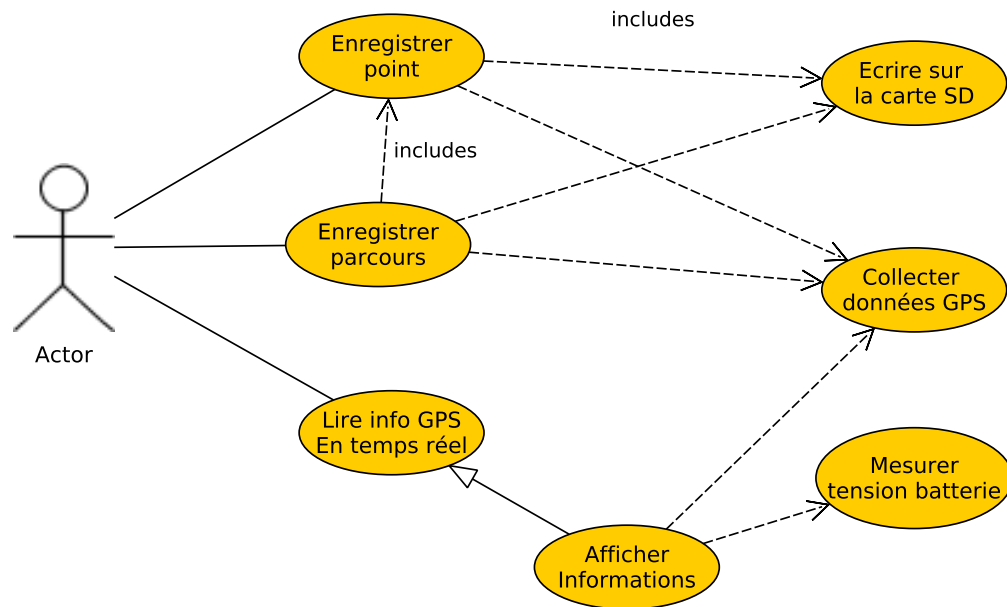 includes
Enregistrer
point
Ecrire sur
la carte SD
includes
Enregistrer
parcours
Collecter
données GPS
Actor
Lire info GPS
En temps réel
Mesurer
tension batterie
Afficher
Informations